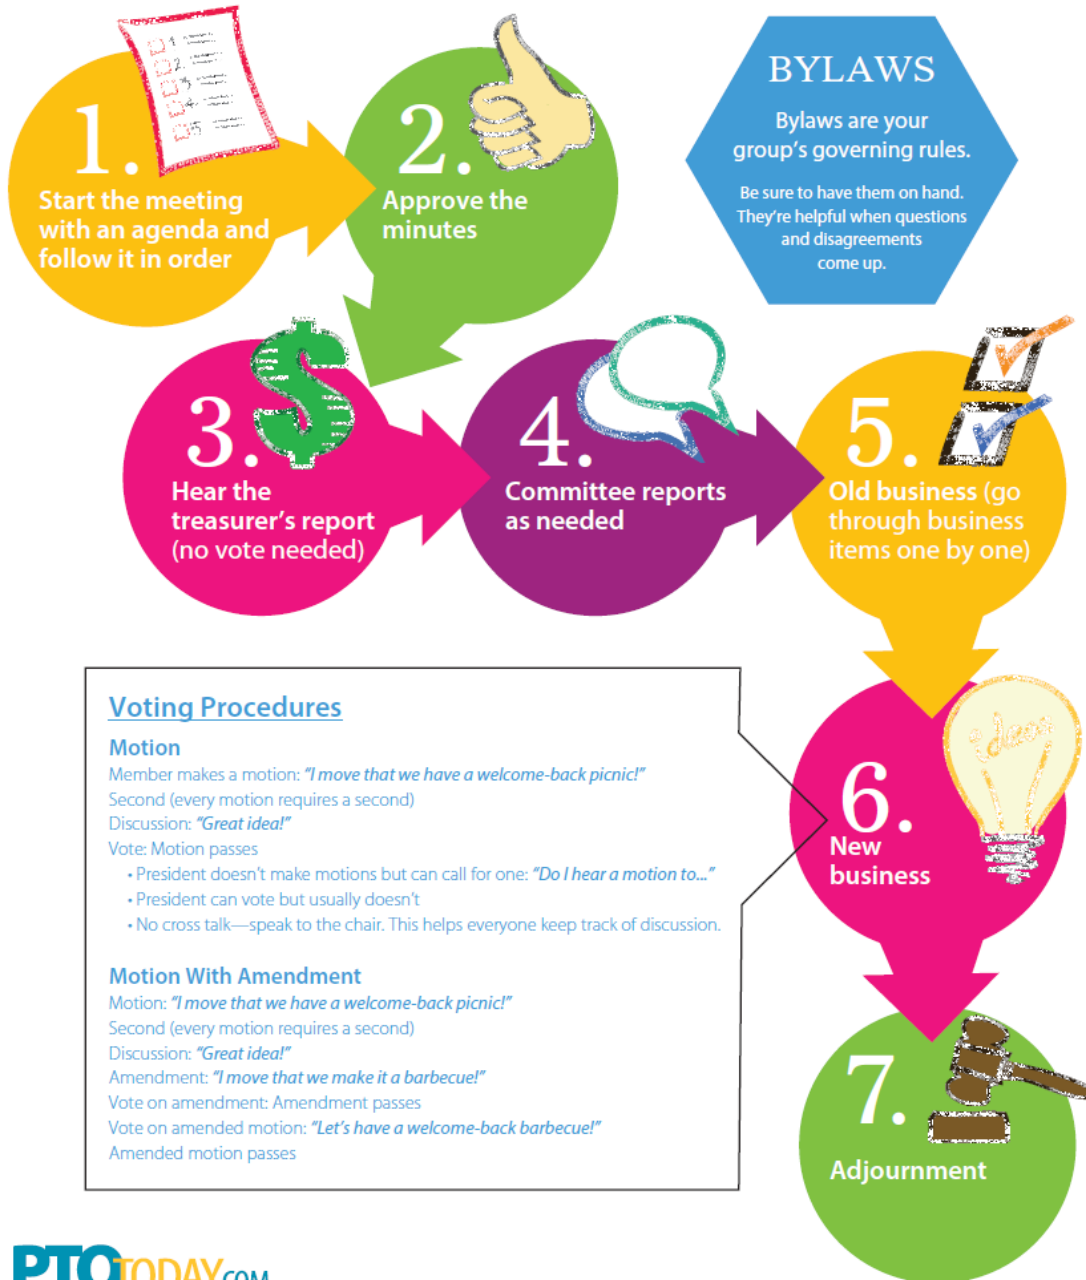 1.
Start the meeting
with an agenda and
follow it in order
2.
Approve the
minutes
BYLAWS
Bylaws are your
group's governing rules.
Be sure to have them on hand.
They're helpful when questions
and disagreements
come up.
3.
Hear the
treasurer's report
(no vote needed)
4.
Committee reports
as needed
5.
Old business (go
through business
items one by one)
ideas
6.
New
business
Voting Procedures
Motion
Member makes a motion: "I move that we have a welcome-back picnic!"
Second (every motion requires a second)
Discussion: "Great idea!"
Vote: Motion passes
• President doesn't make motions but can call for one: "Do I hear a motion to..."
• President can vote but usually doesn't
• No cross talk—speak to the chair. This helps everyone keep track of discussion.
Motion With Amendment
Motion: "I move that we have a welcome-back picnic!"
Second (every motion requires a second)
Discussion: "Great idea!"
Amendment: "I move that we make it a barbecue!"
Vote on amendment: Amendment passes
Vote on amended motion: "Let's have a welcome-back barbecue!"
Amended motion passes
7.
Adjournment
PTOTODAY.COM